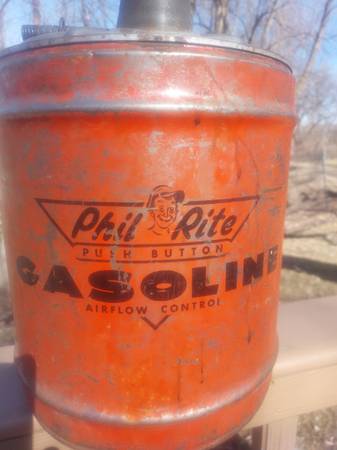 Phil Rite
PUSH BUTTON
GASOLINE
AIRFLOW CONTROL